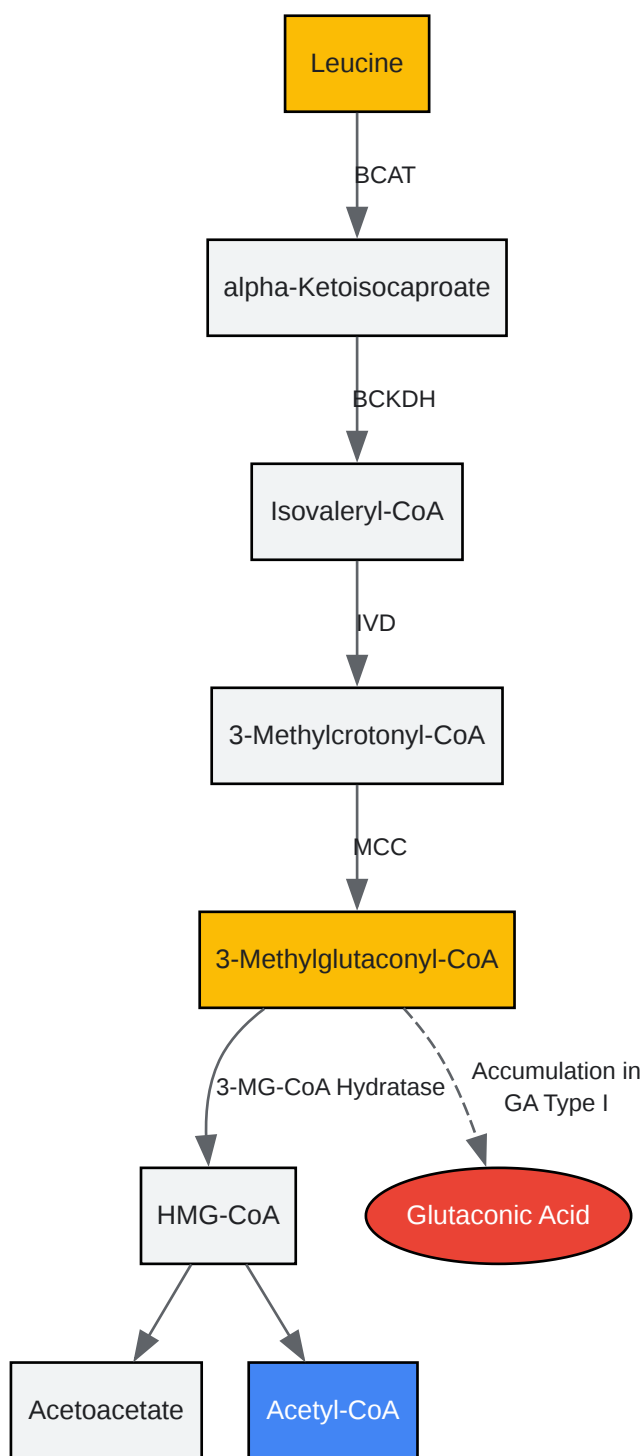 Leucine
BCAT
alpha-Ketoisocaproate
BCKDH
Isovaleryl-CoA
IVD
3-Methylcrotonyl-CoA
MCC
3-Methylglutaconyl-CoA
3-MG-CoA Hydratase
Accumulation in
GA Type I
HMG-CoA
Glutaconic Acid
Acetoacetate
Acetyl-CoA